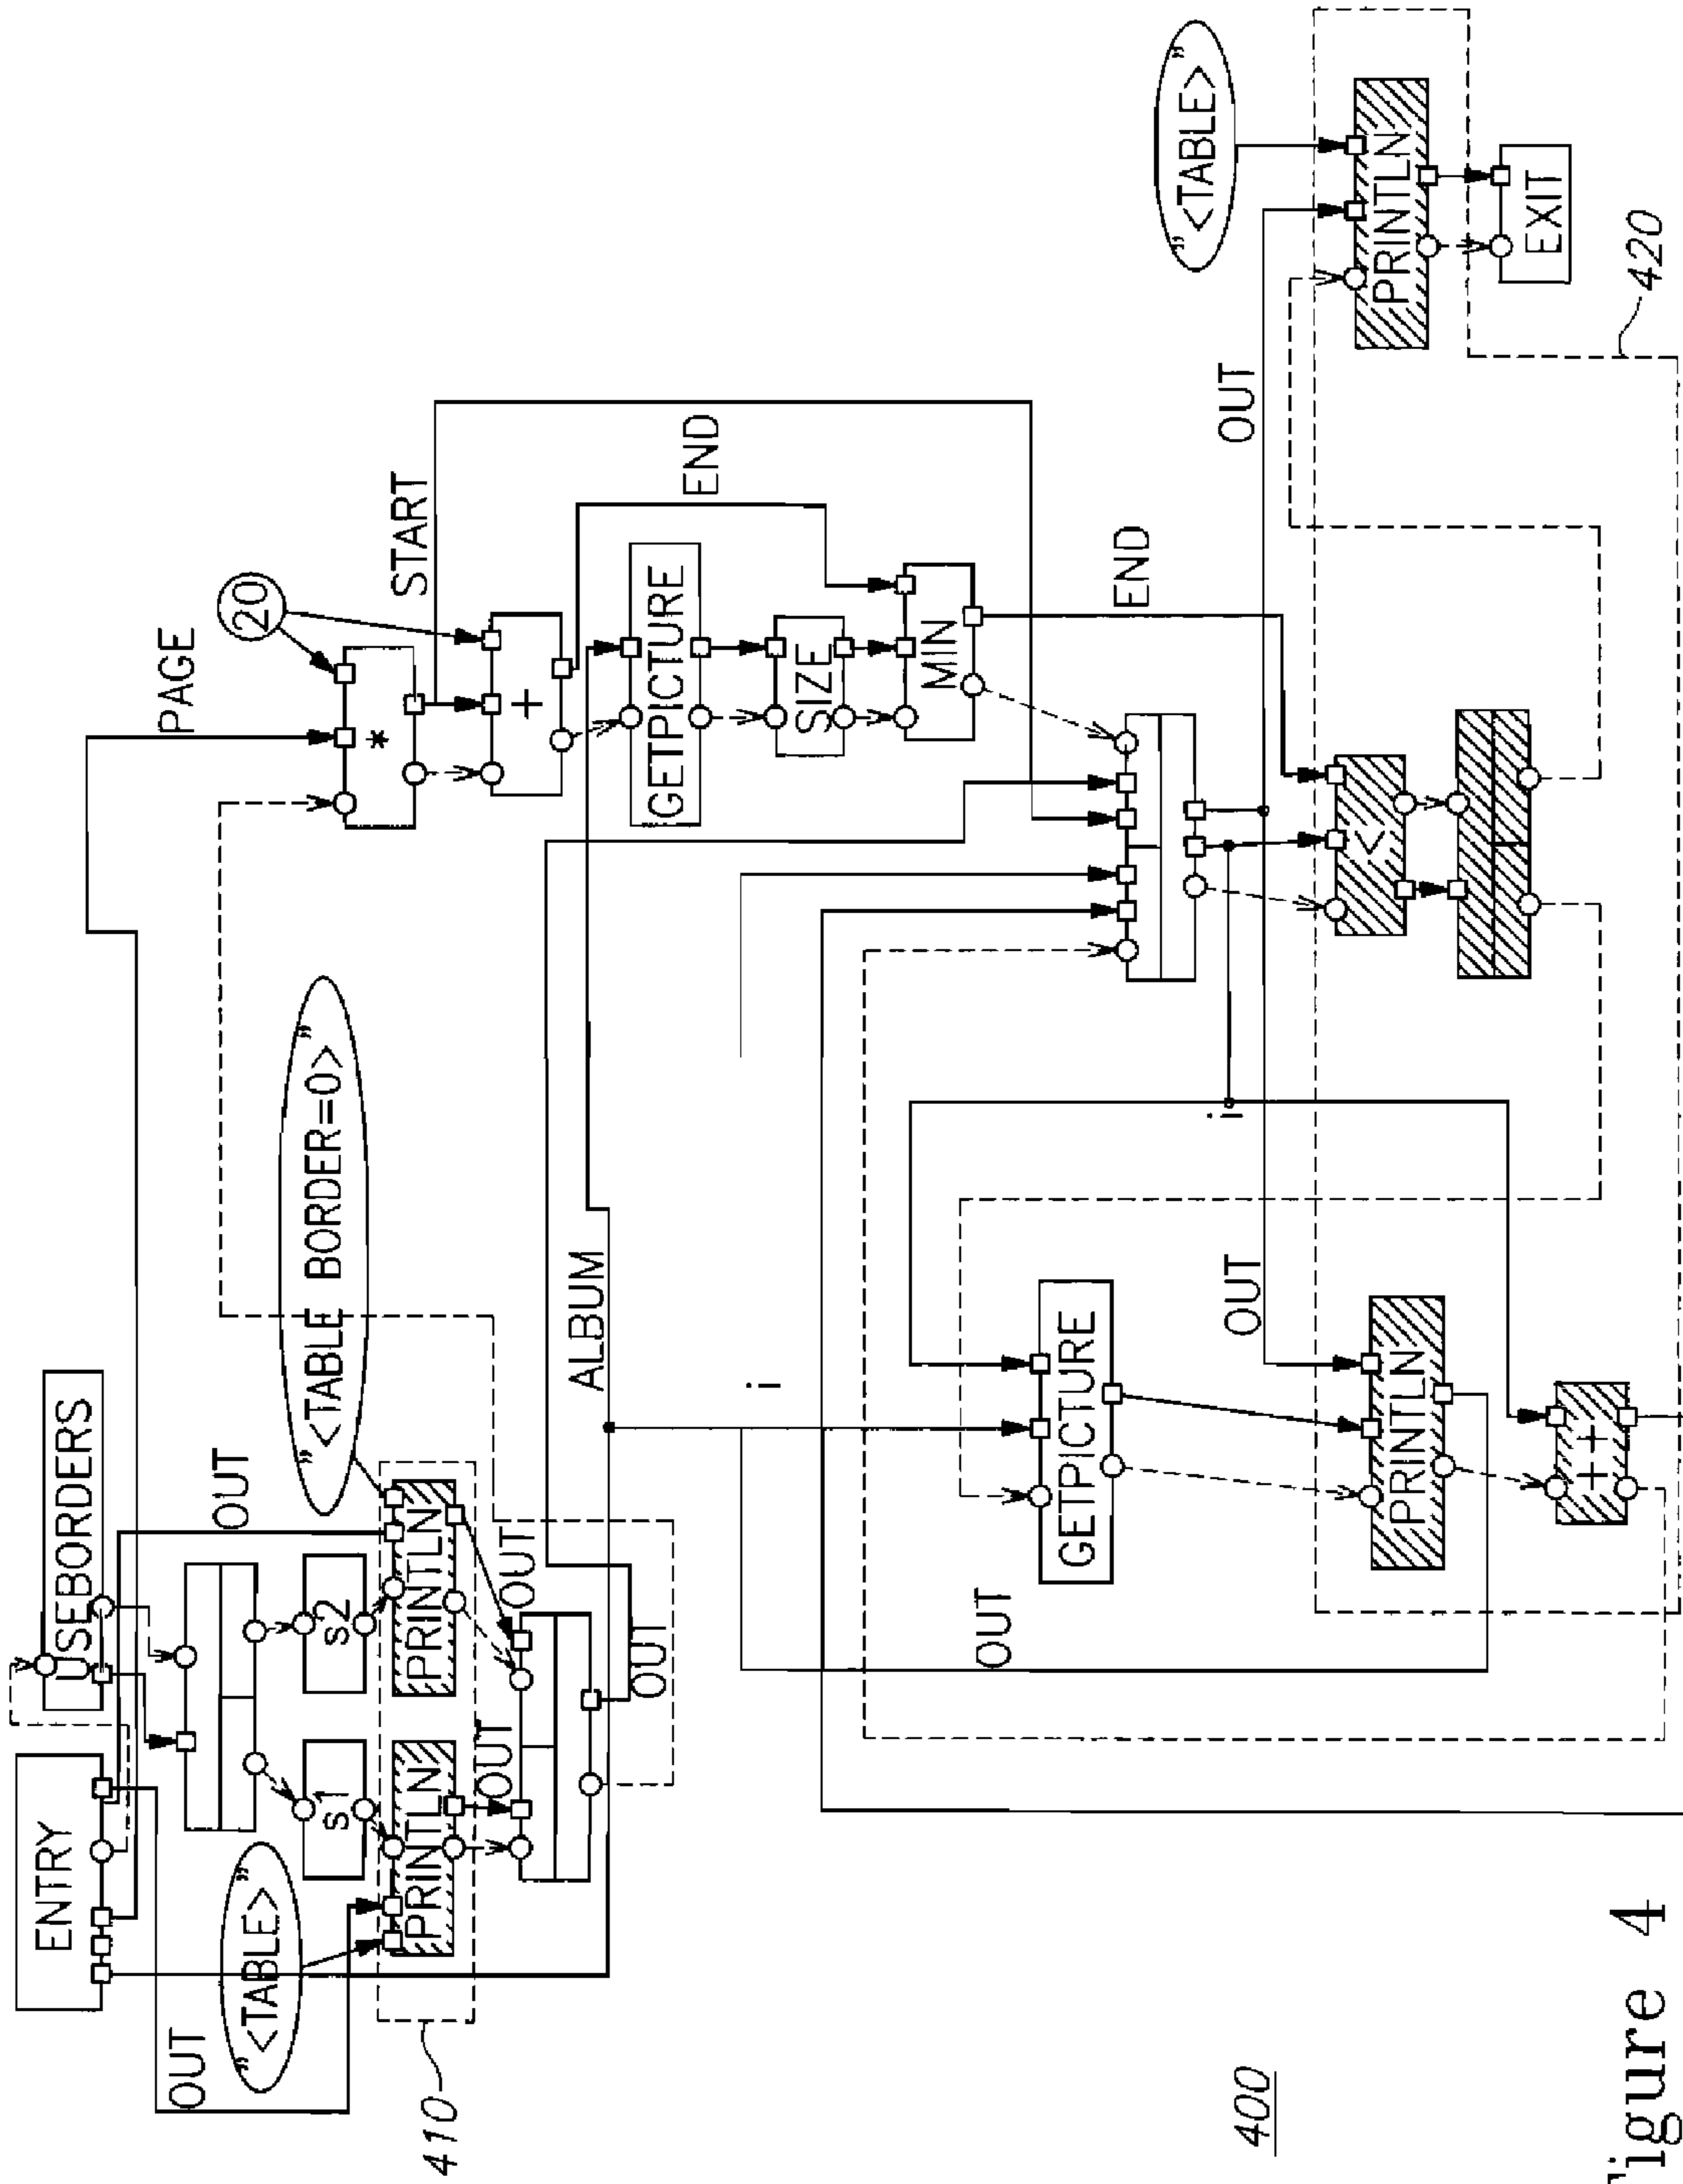 ENTRY
USEBORDERS
OUT
OUT
"<TABLE>"
"<TABLE BORDER=0>"
s1
s2
410
PRINTLN
PRINTLN
OUT
OUT
OUT
ALBUM
PAGE
20
*
START
+
END
GETPICTURE
SIZE
MIN
END
i
i
OUT
GETPICTURE
OUT
PRINTLN
++
<
OUT
"<TABLE>"
PRINTLN
EXIT
420
400
Figure 4